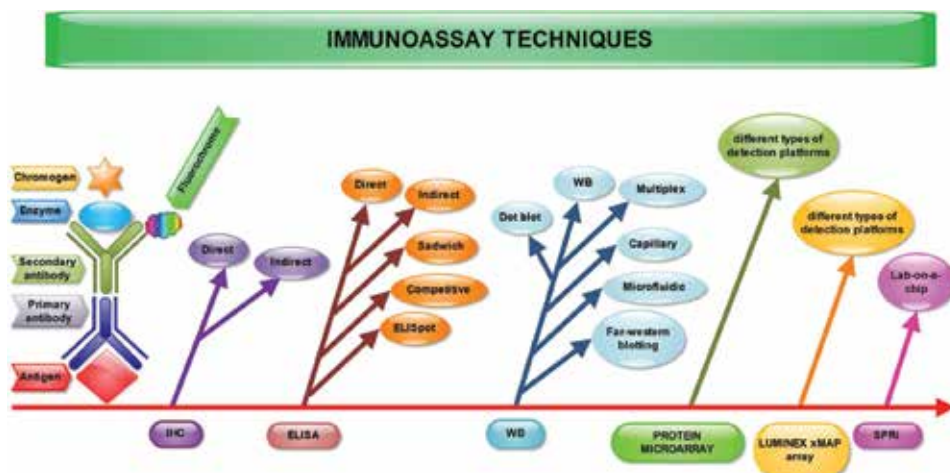 IMMUNOASSAY TECHNIQUES
Chromogen
Enzyme
Secondary
antibody
Primary
antibody
Antigen
Fluorochrome
Direct
Indirect
Direct
Indirect
Sadwich
Competitive
ELISpot
Dot blot
WB
Multiplex
Capillary
Microfluidic
Far-western
blotting
different types of
detection platforms
different types of
detection platforms
Lab-on-a-
chip
IHC
ELISA
WB
PROTEIN
MICROARRAY
LUMINEX xMAP
array
SPRi